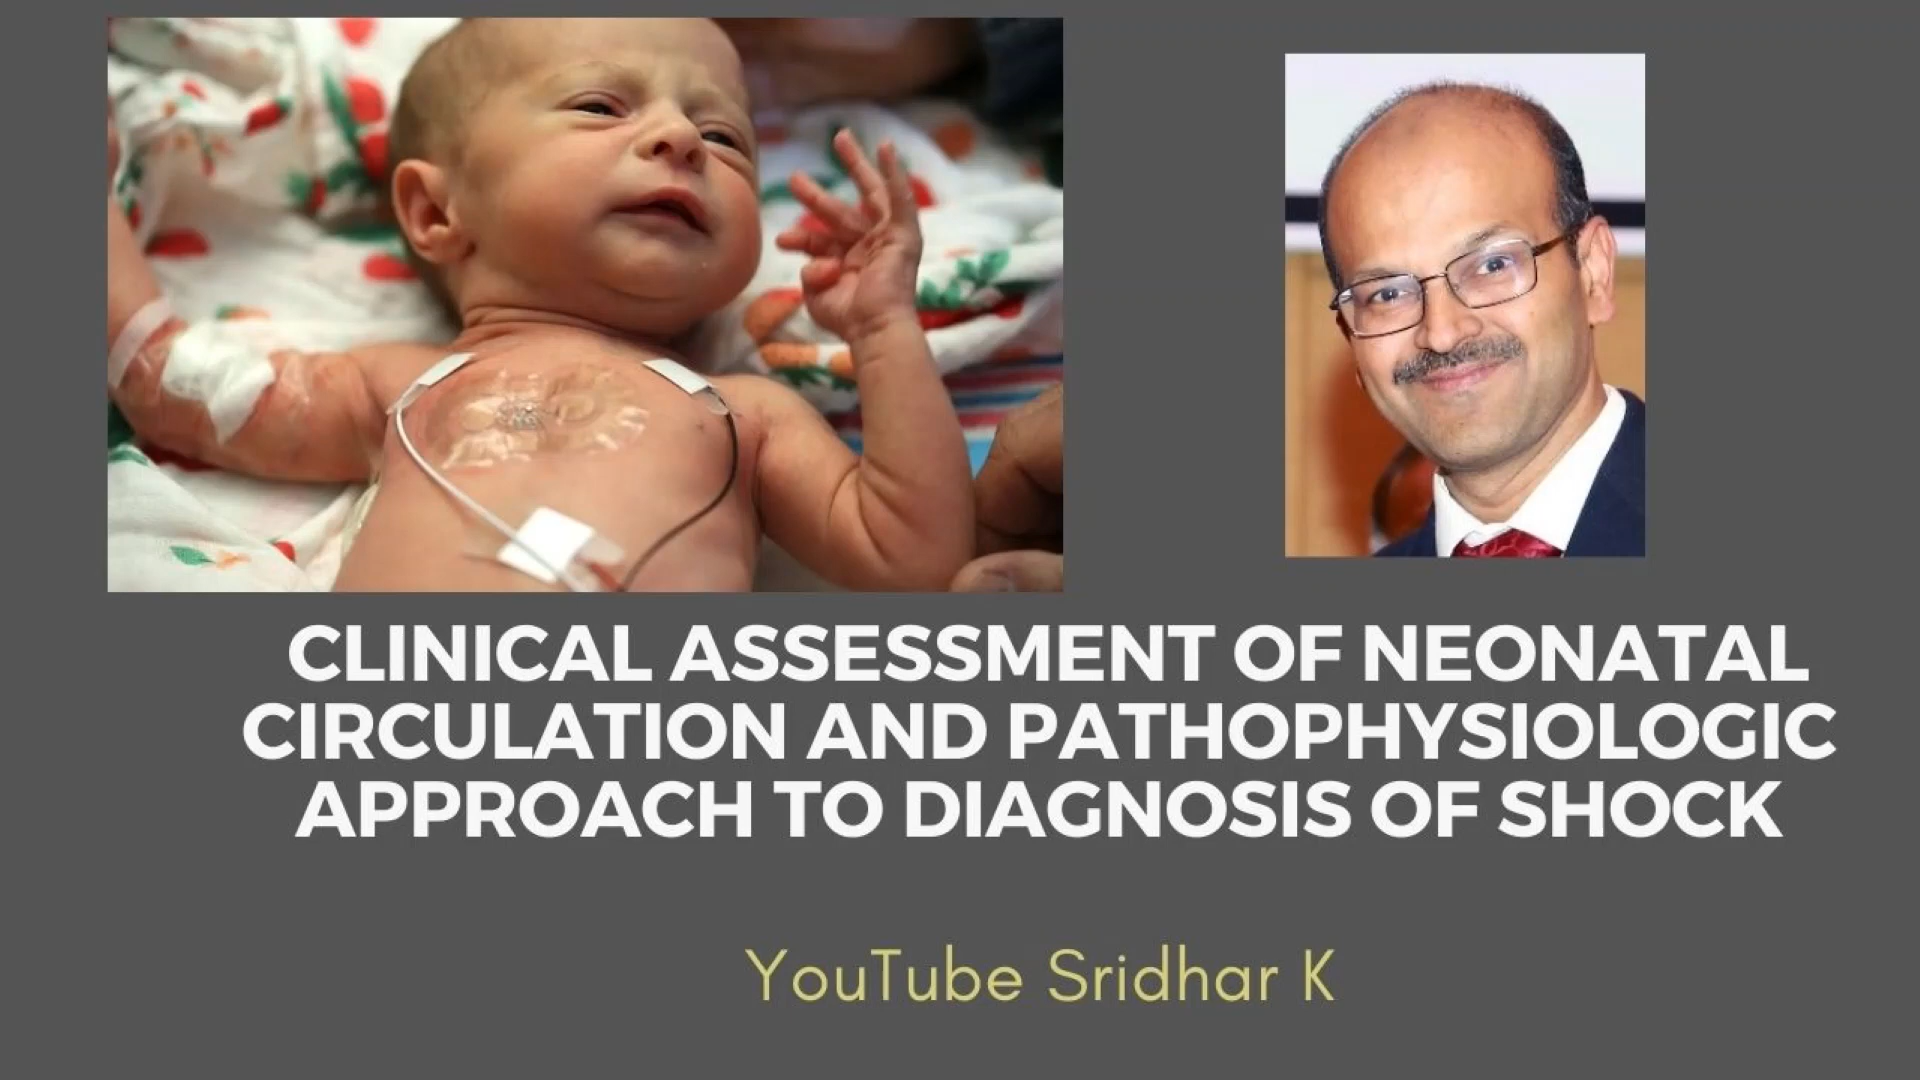 CLINICAL ASSESSMENT OF NEONATAL
CIRCULATION AND PATHOPHYSIOLOGIC
APPROACH TO DIAGNOSIS OF SHOCK
YouTube Sridhar K